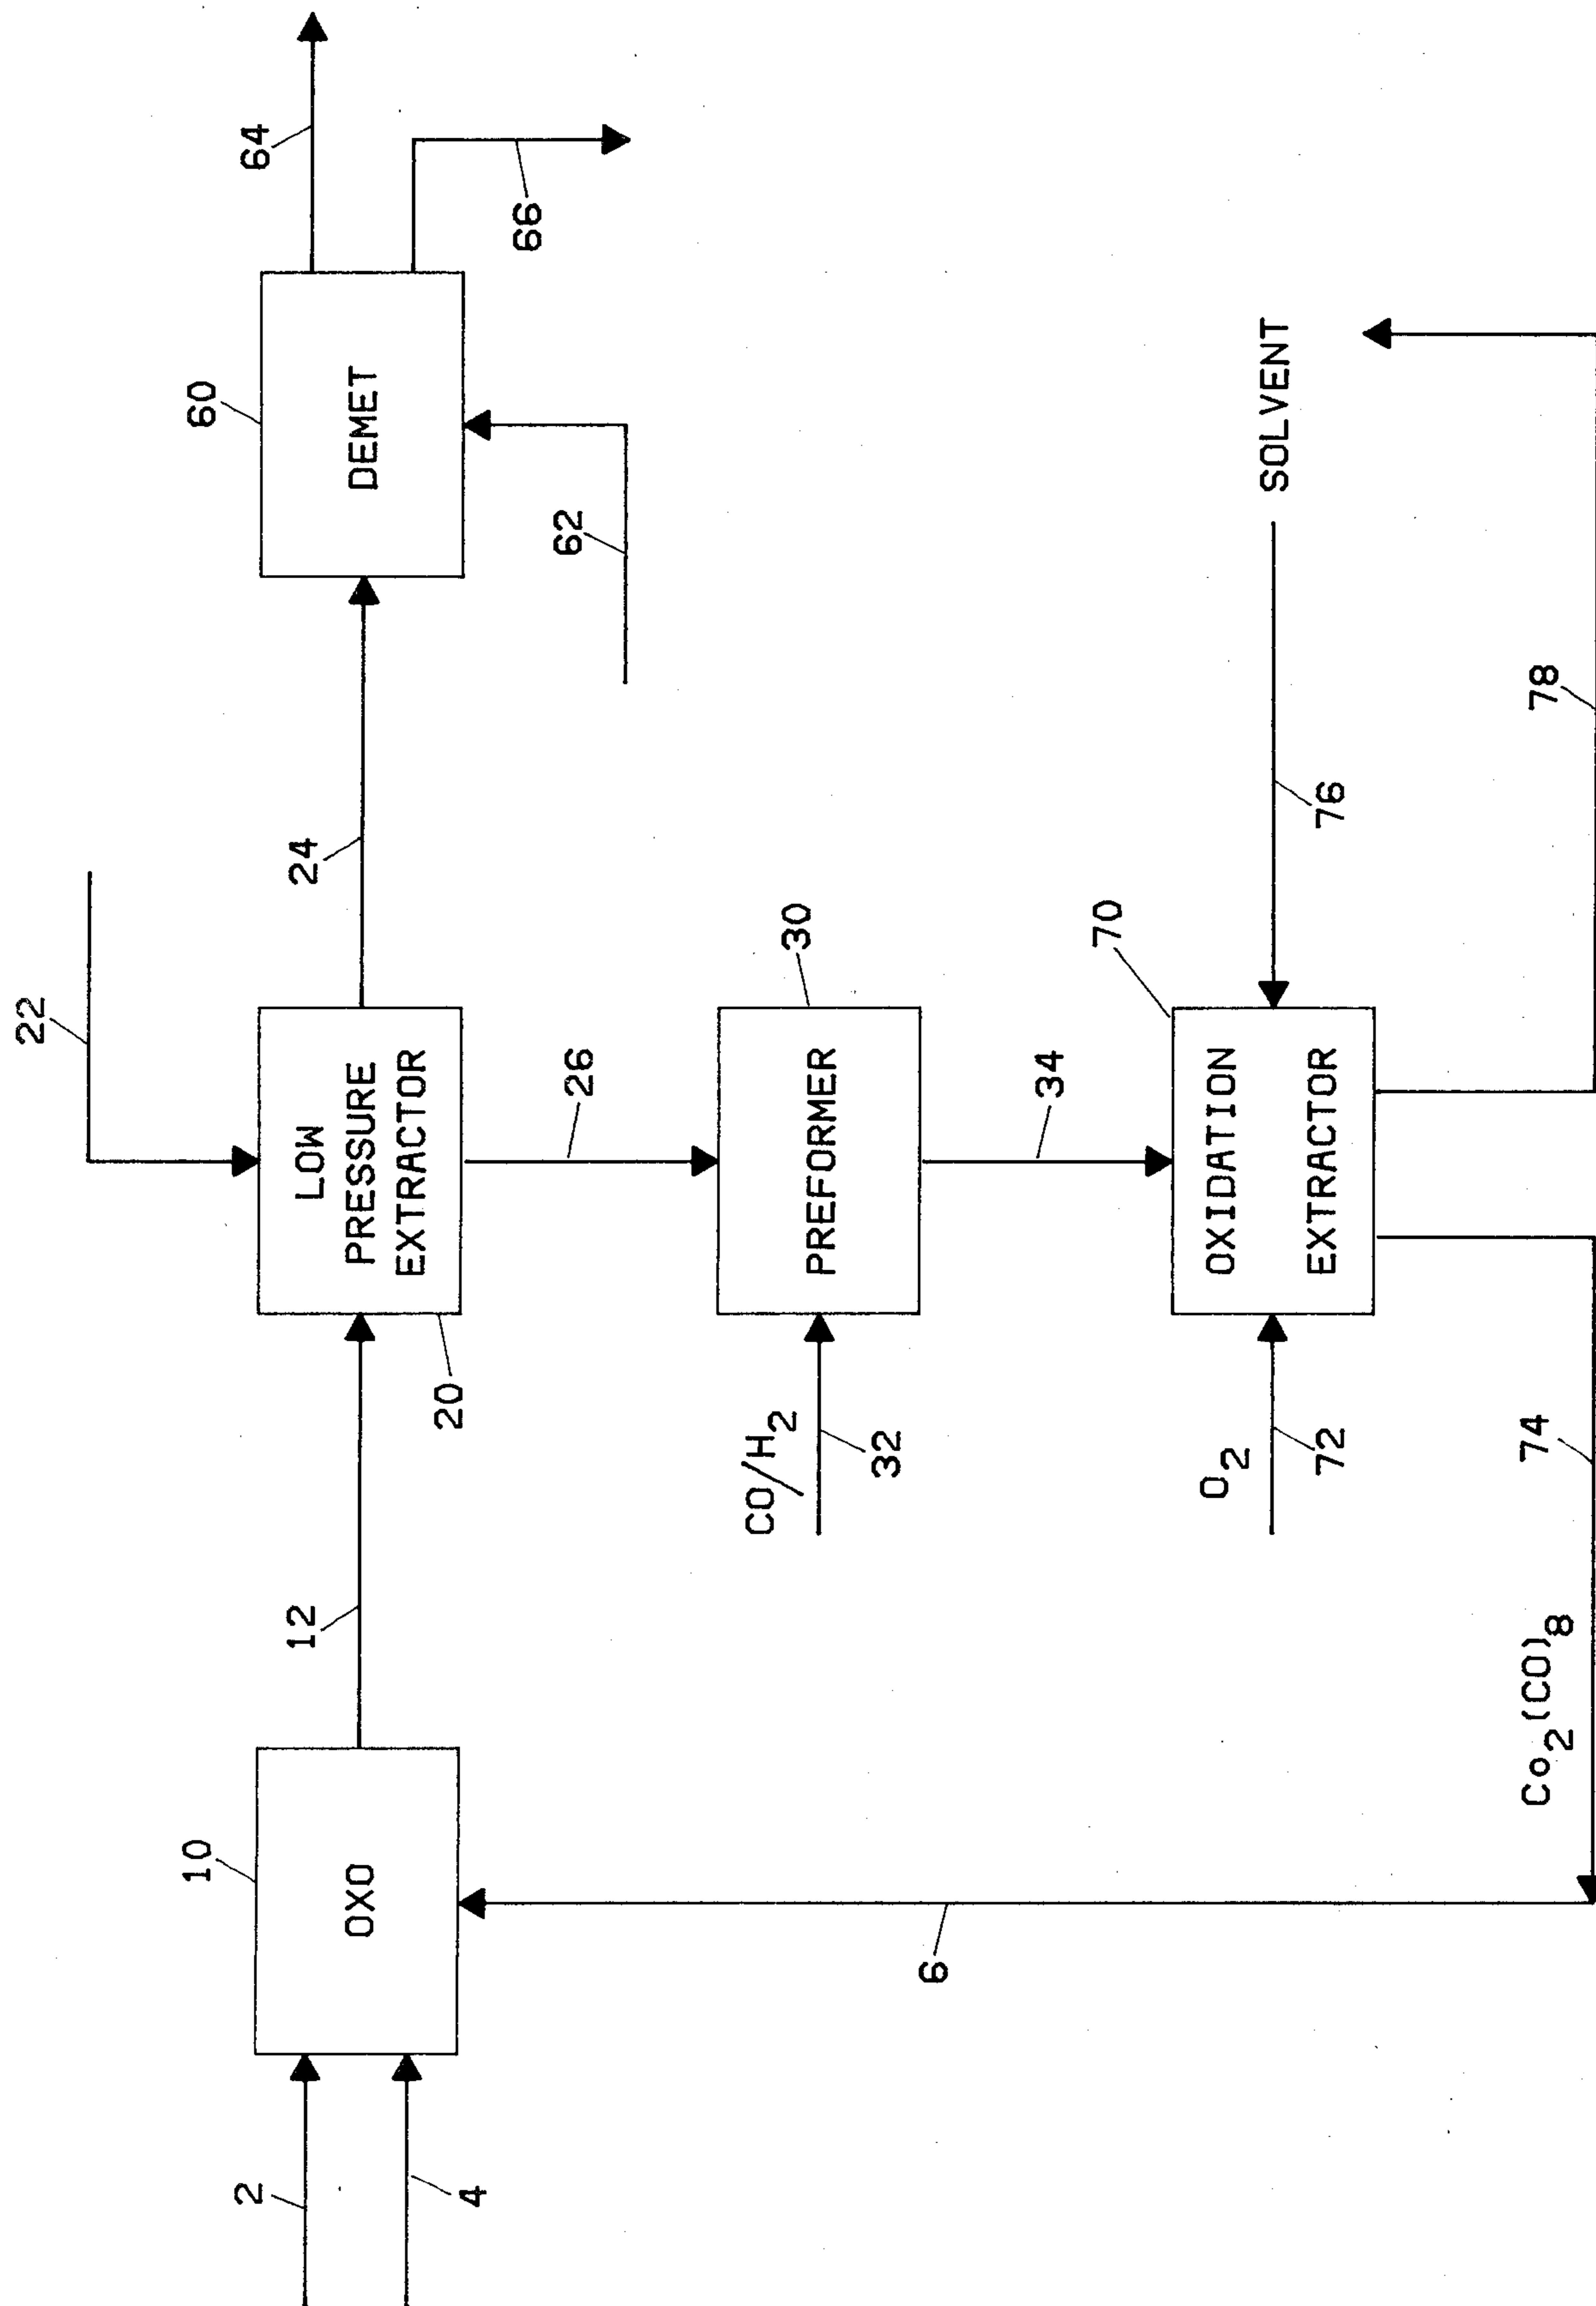 22
2
10
OXO
4
12
LOW
PRESSURE
EXTRACTOR
20
24
60
DEMET
64
66
62
26
CO/H2
32
PREFORMER
30
6
34
O2
72
OXIDATION
EXTRACTOR
70
76
SOLVENT
Co2(CO)8
74
78